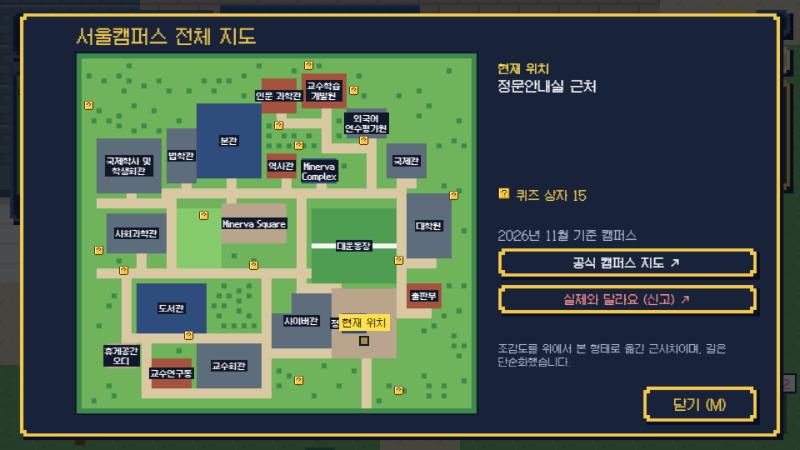 서울캠퍼스 전체 지도
현재 위치
정문안내실 근처
인문 과학관
교수학습
개발원
외국어
연수평가원
본관
법학관
국제학사 및
학생회관
역사관
Minerva
Complex
국제관
Minerva Square
대학원
사회과학관
대운동장
퀴즈 상자 15
2026년 11월 기준 캠퍼스
공식 캠퍼스 지도 ↗
실제와 달라요 (신고) ↗
출판부
도서관
사이버관
현재 위치
휴게공간
오디
교수연구동
교수회관
조감도를 위에서 본 형태로 옮긴 근사치이며, 길은
단순화했습니다.
닫기 (M)